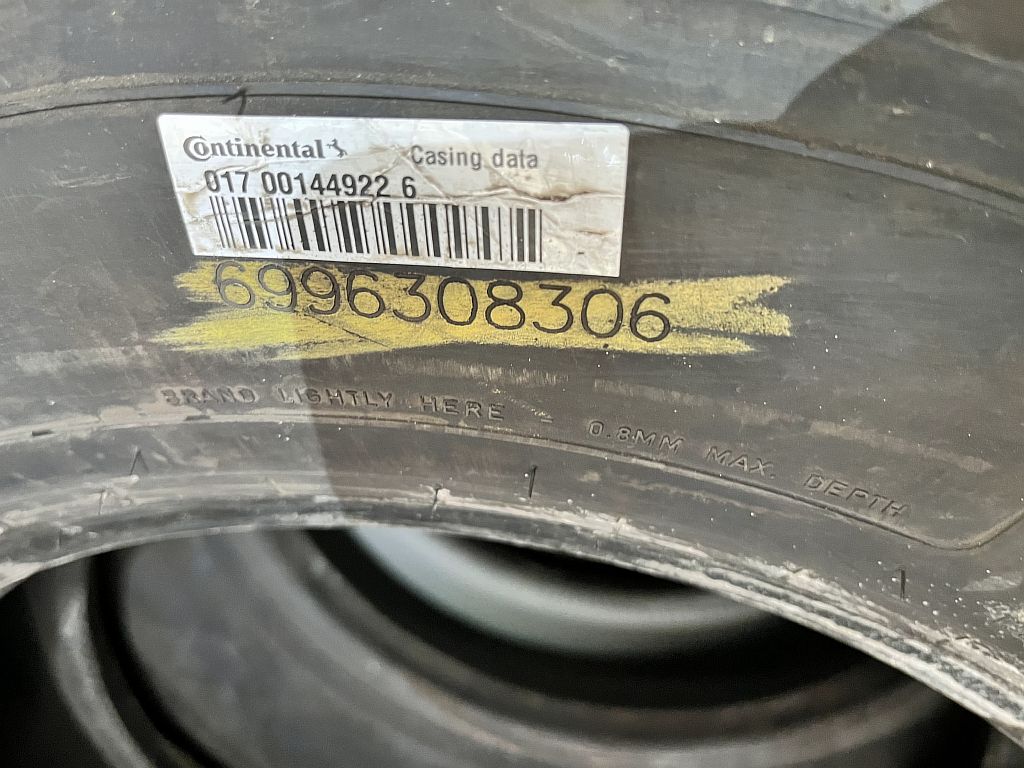 Continental Casing data
017 00144922 6
6996308306
BRAND LIGHTLY HERE - 0.8MM MAX. DEPTH